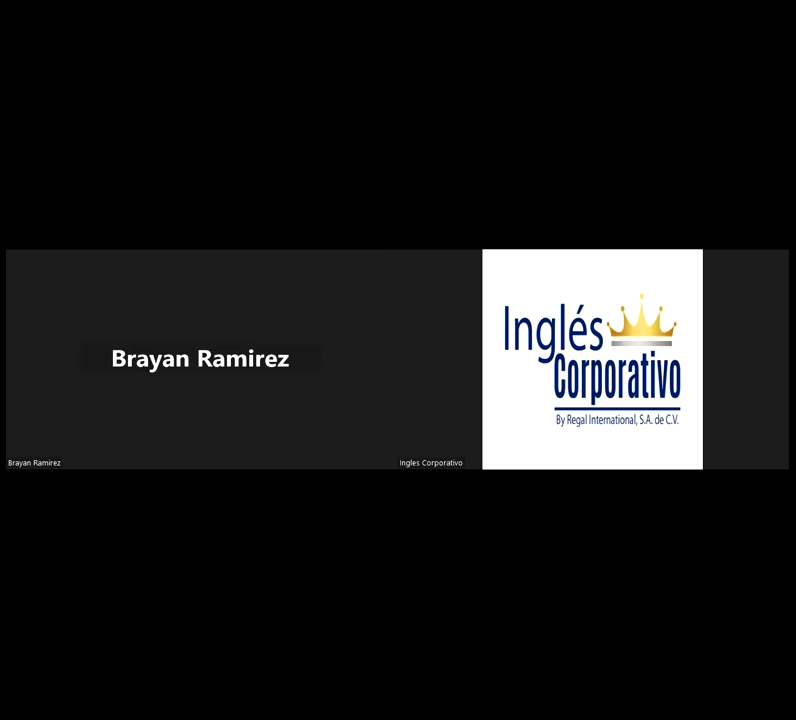 Brayan Ramirez
Brayan Ramirez
Ingles Corporativo
Inglés
Corporativo
By Regal International, S.A. de C.V.